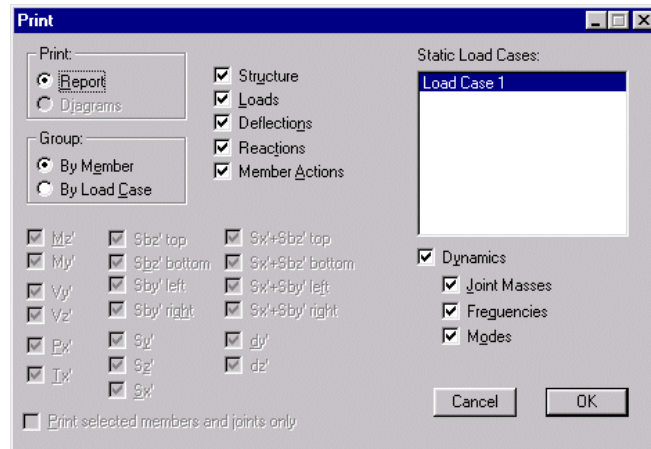 Print
Print:
Report
Diagrams
Group:
By Member
By Load Case
Structure
Loads
Deflections
Reactions
Member Actions
Static Load Cases:
Load Case 1
Mz'
My'
Vy'
Vz'
Px'
Tx'
Sbz' top
Sbz' bottom
Sby' left
Sby' right
Sy'
Sz'
Sx'
Sx'+Sbz' top
Sx'+Sbz' bottom
Sx'+Sby' left
Sx'+Sby' right
dy'
dz'
Dynamics
Joint Masses
Frequencies
Modes
Print selected members and joints only
Cancel
OK